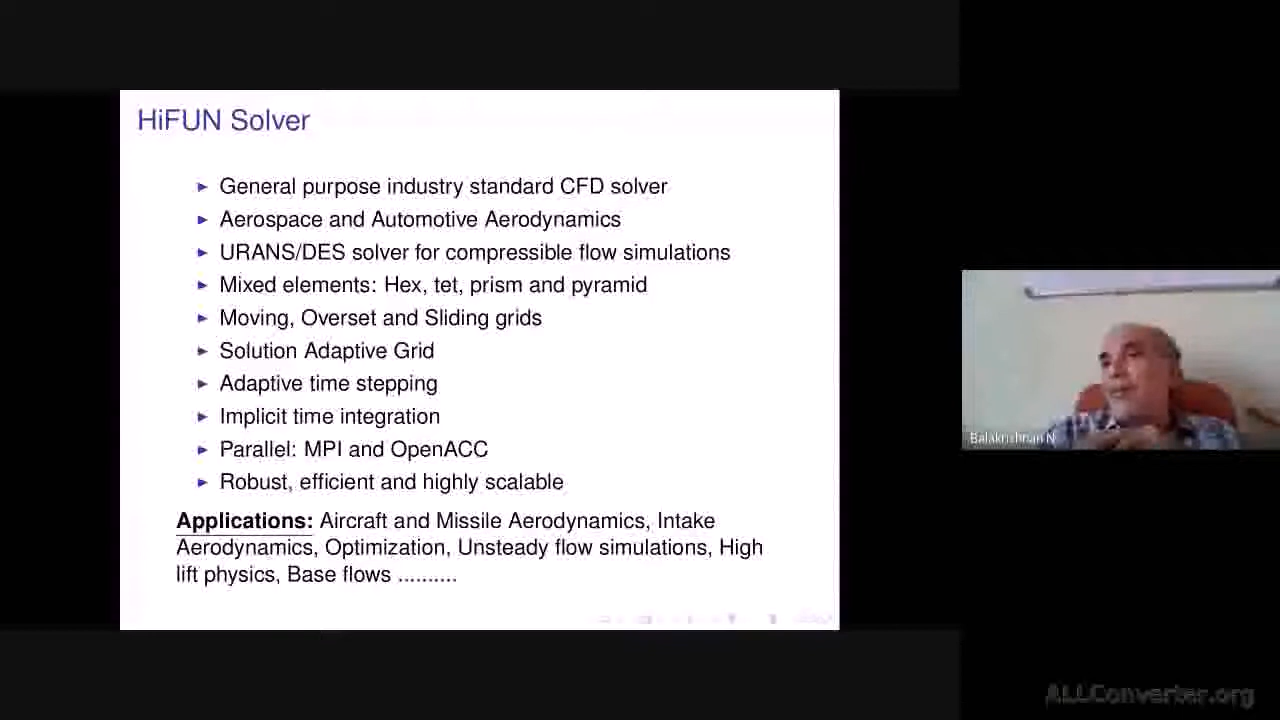 HiFUN Solver
► General purpose industry standard CFD solver
► Aerospace and Automotive Aerodynamics
► URANS/DES solver for compressible flow simulations
► Mixed elements: Hex, tet, prism and pyramid
► Moving, Overset and Sliding grids
► Solution Adaptive Grid
► Adaptive time stepping
► Implicit time integration
► Parallel: MPI and OpenACC
► Robust, efficient and highly scalable
Applications: Aircraft and Missile Aerodynamics, Intake
Aerodynamics, Optimization, Unsteady flow simulations, High
lift physics, Base flows ..........
Balakrishnan N
ALLConverter.org